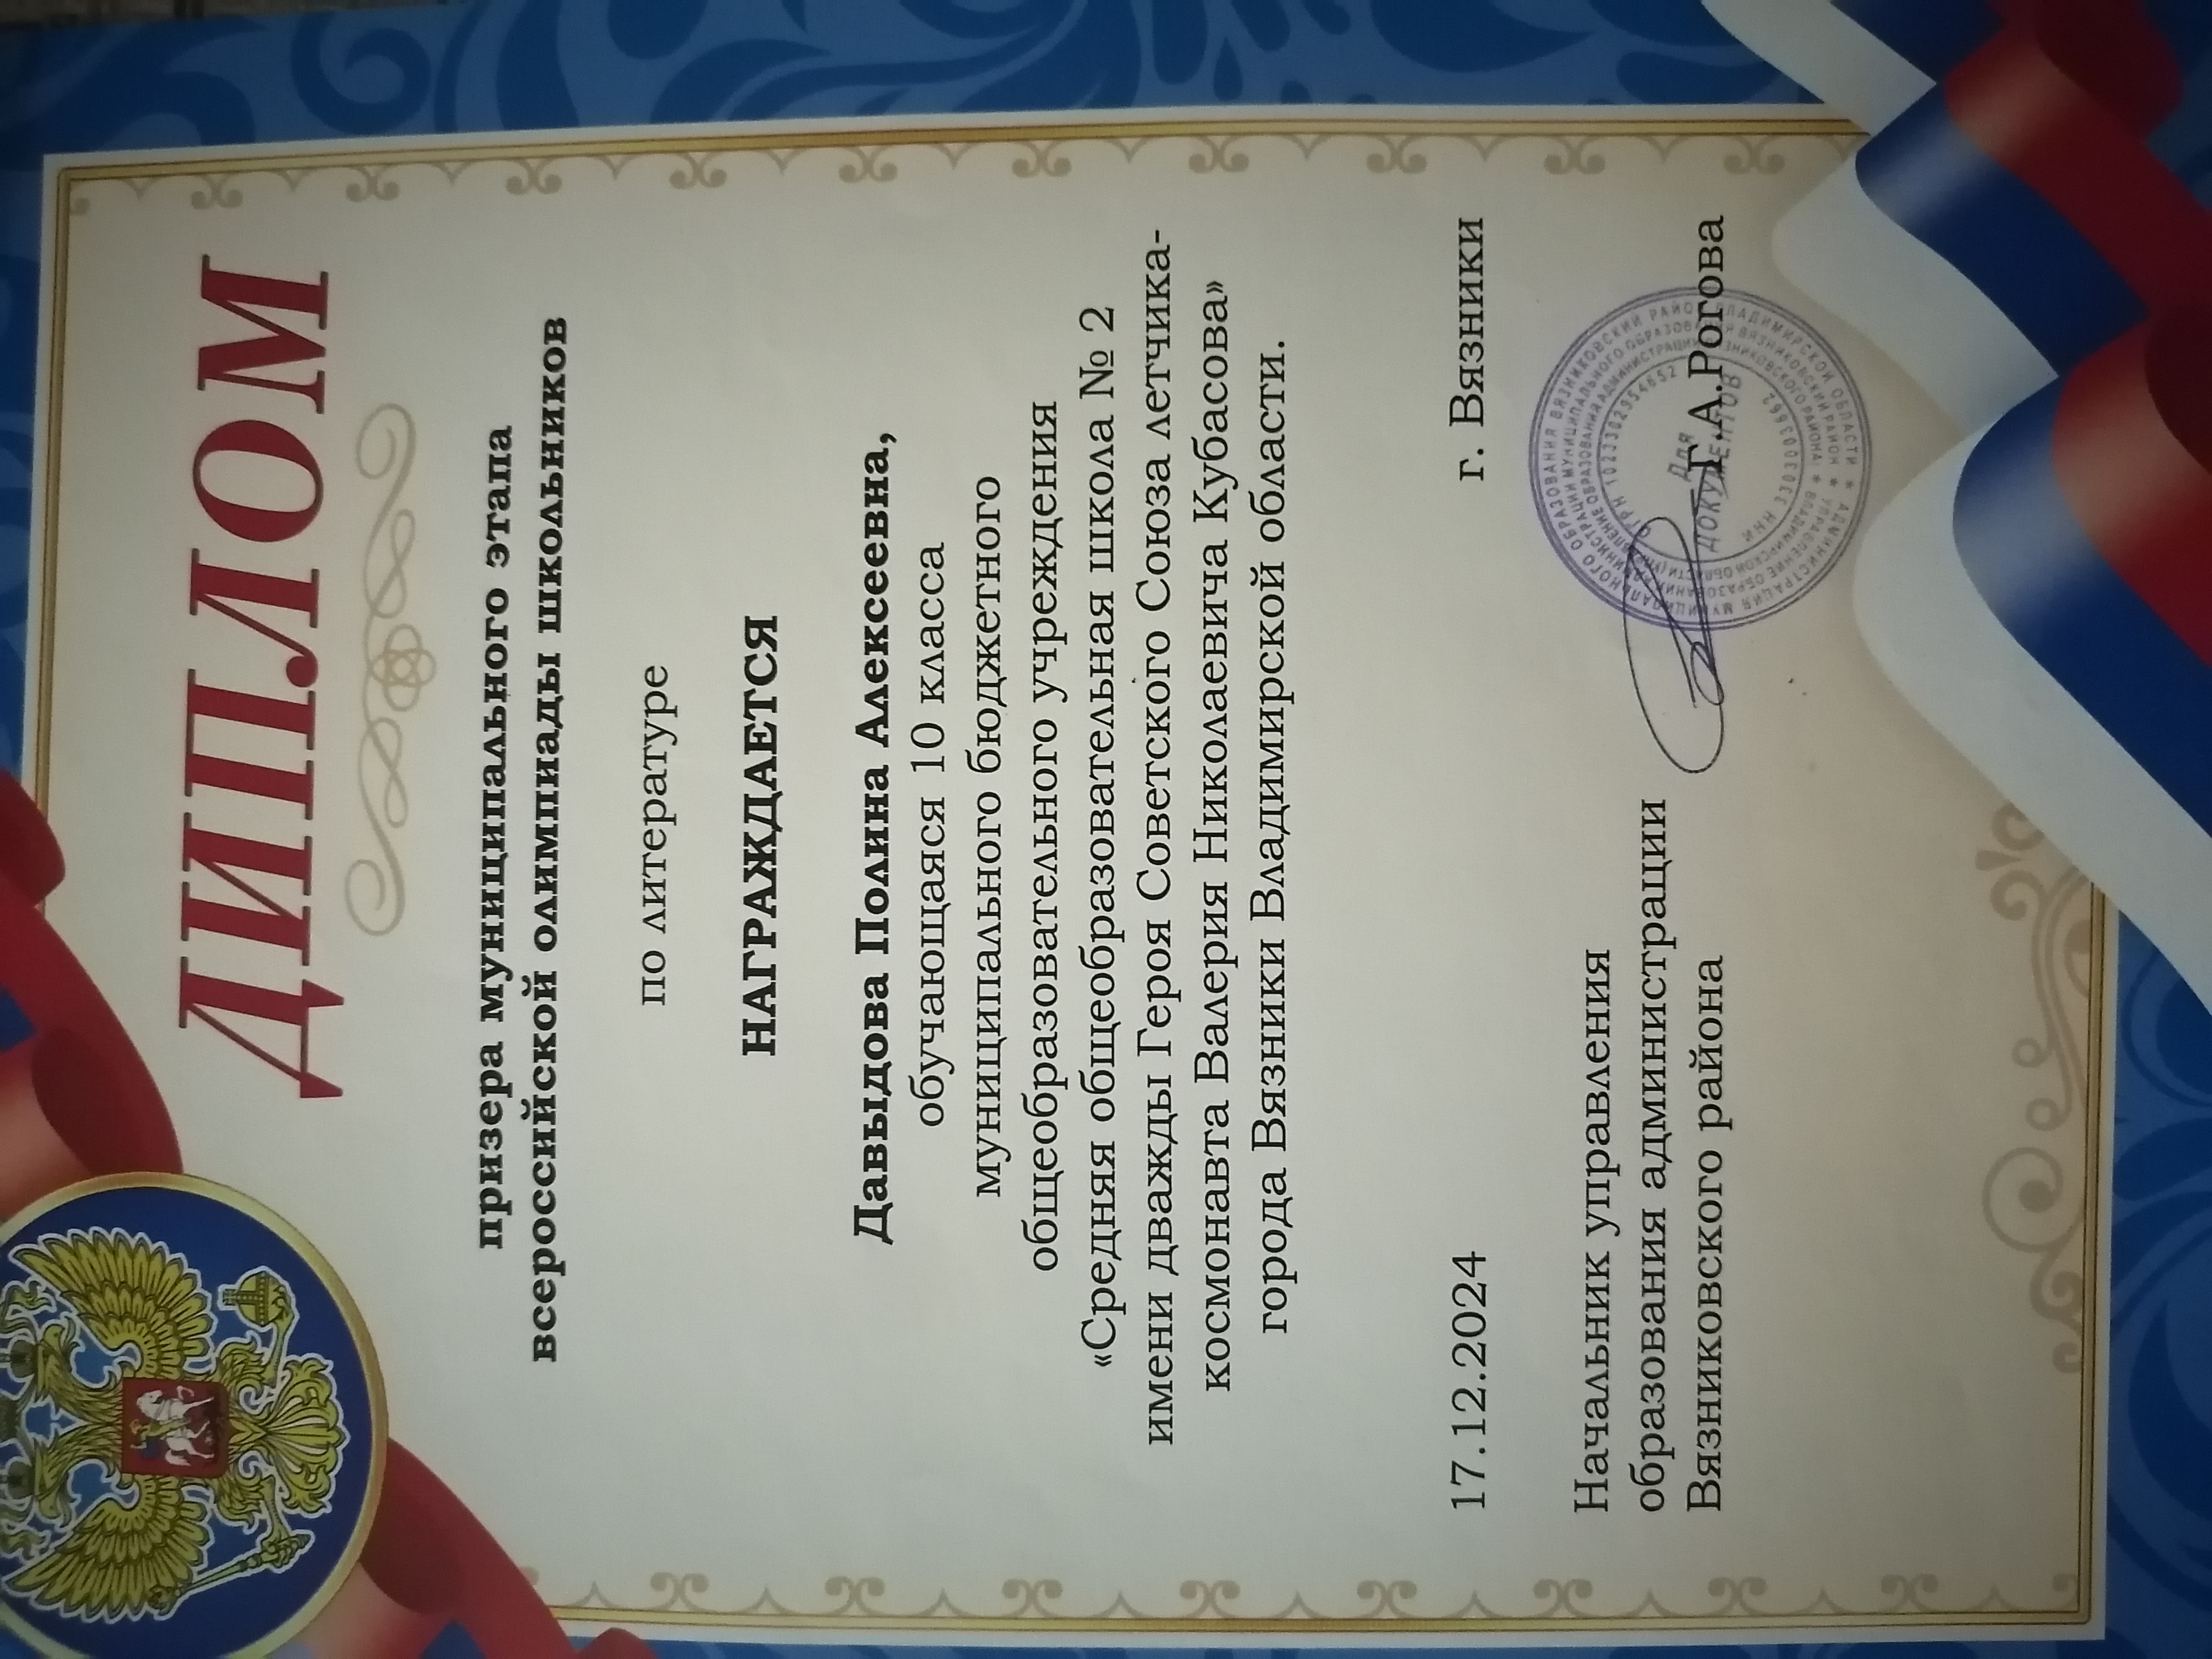 ДИПЛОМ
призера муниципального этапа
всероссийской олимпиады школьников
по литературе
НАГРАЖДАЕТСЯ
Давыдова Полина Алексеевна,
обучающаяся 10 класса
муниципального бюджетного
общеобразовательного учреждения
«Средняя общеобразовательная школа № 2
имени дважды Героя Советского Союза летчика-
космонавта Валерия Николаевича Кубасова»
города Вязники Владимирской области.
17.12.2024 г. Вязники
Начальник управления
образования администрации
Вязниковского района Г.А.Рогова
Для
ДОКУМЕНТОВ